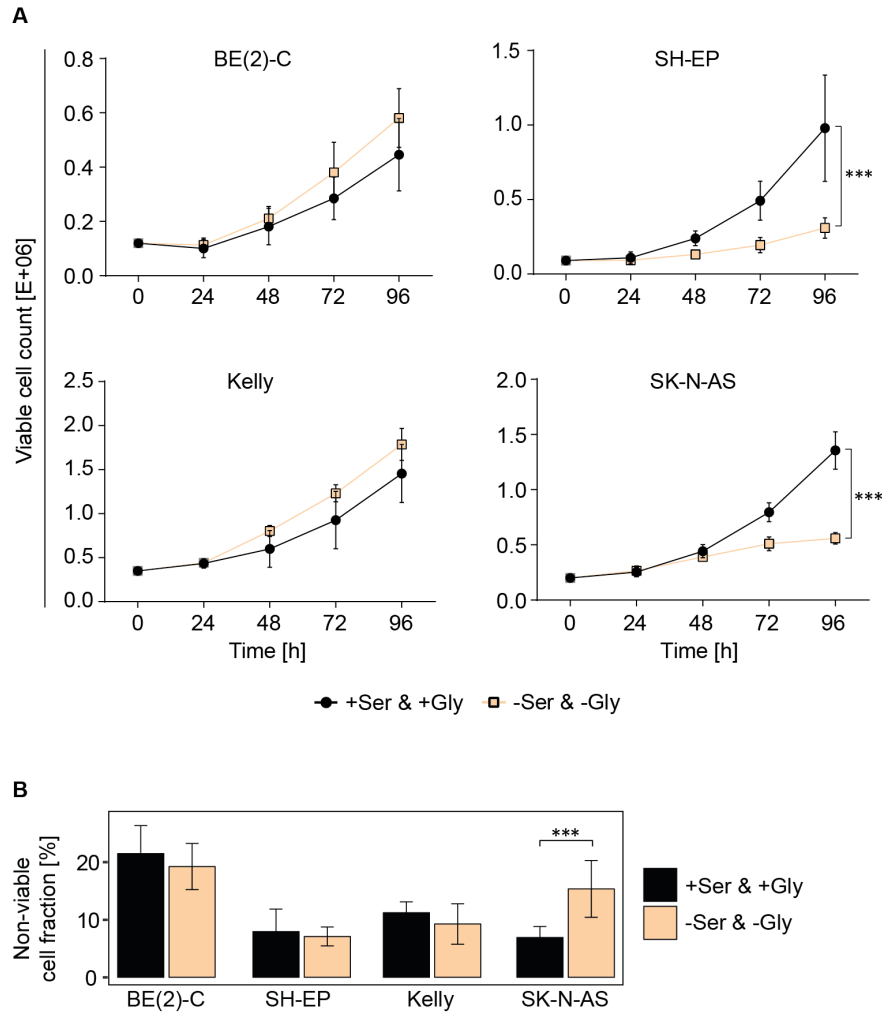 A
BE(2)-C
SH-EP
Viable cell count [E+06]
0.8
0.6
0.4
0.2
0.0
0 24 48 72 96
1.5
1.0
0.5
0.0
0 24 48 72 96
***
Kelly
SK-N-AS
2.5
2.0
1.5
1.0
0.5
0.0
0 24 48 72 96
Time [h]
2.0
1.5
1.0
0.5
0.0
0 24 48 72 96
Time [h]
***
+Ser & +Gly -Ser & -Gly
B
Non-viable
cell fraction [%]
20
10
0
***
BE(2)-C SH-EP Kelly SK-N-AS
+Ser & +Gly
-Ser & -Gly